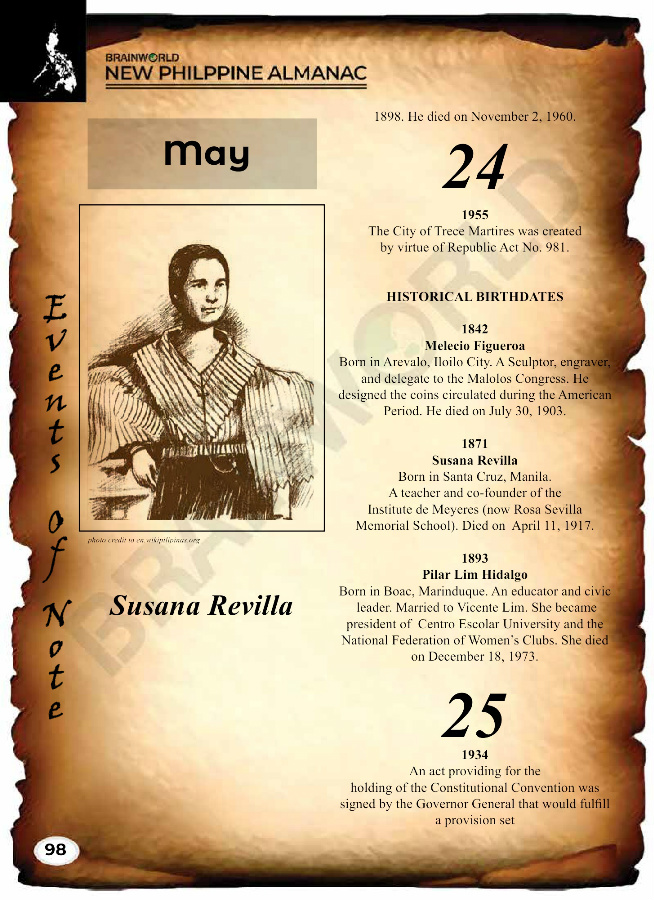 BRAINWORLD
NEW PHILPPINE ALMANAC
May
Events of Note
photo credit to en.wikipilipinas.org
Susana Revilla
1898. He died on November 2, 1960.
24
1955
The City of Trece Martires was created
by virtue of Republic Act No. 981.
HISTORICAL BIRTHDATES
1842
Melecio Figueroa
Born in Arevalo, Iloilo City. A Sculptor, engraver,
and delegate to the Malolos Congress. He
designed the coins circulated during the American
Period. He died on July 30, 1903.
1871
Susana Revilla
Born in Santa Cruz, Manila.
A teacher and co-founder of the
Institute de Meyeres (now Rosa Sevilla
Memorial School). Died on April 11, 1917.
1893
Pilar Lim Hidalgo
Born in Boac, Marinduque. An educator and civic
leader. Married to Vicente Lim. She became
president of Centro Escolar University and the
National Federation of Women's Clubs. She died
on December 18, 1973.
25
1934
An act providing for the
holding of the Constitutional Convention was
signed by the Governor General that would fulfill
a provision set
98
BRAINWORLD